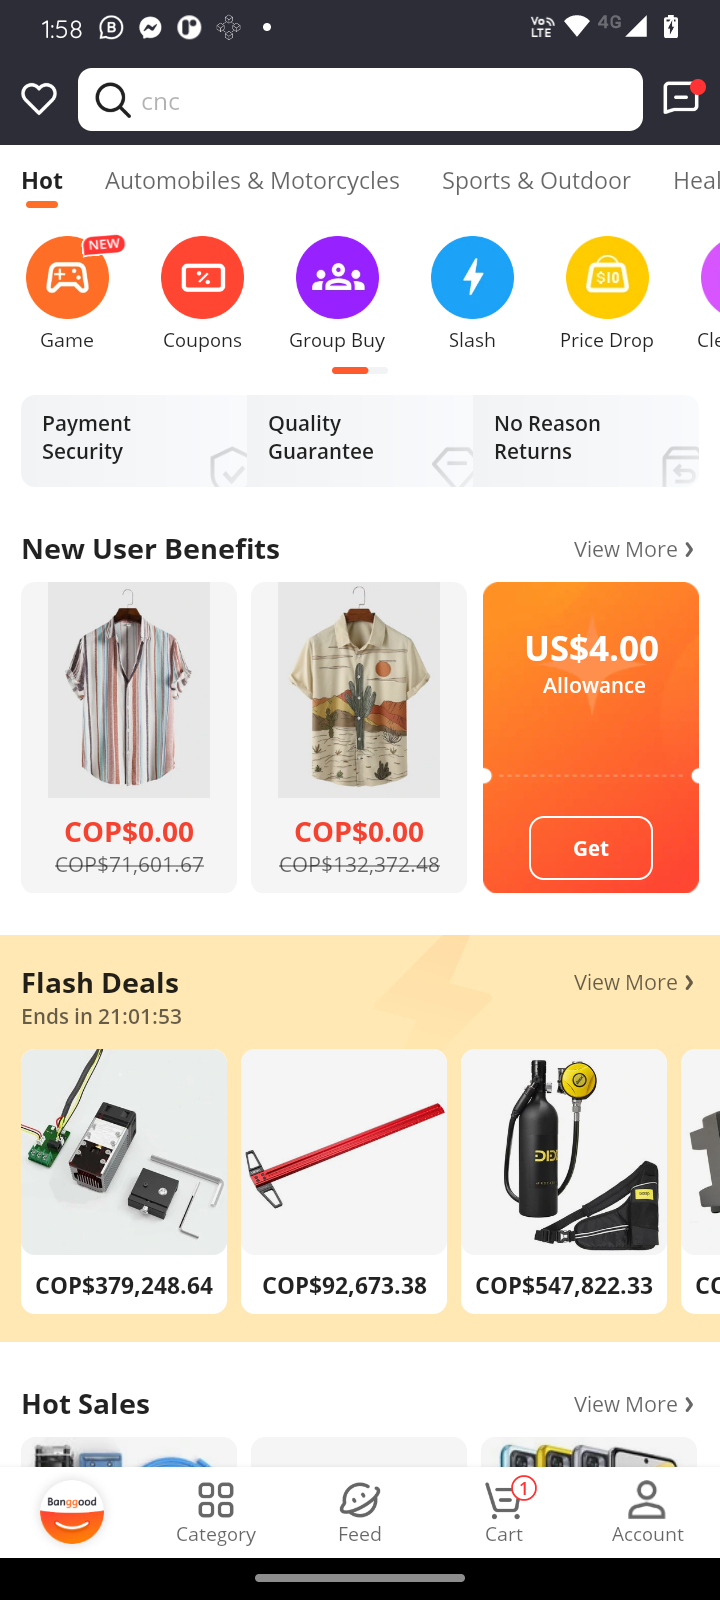 1:58
Vo
LTE
4G
cnc
Hot
Automobiles & Motorcycles
Sports & Outdoor
Heal
NEW
$10
Game
Coupons
Group Buy
Slash
Price Drop
Cle
Payment
Security
Quality
Guarantee
No Reason
Returns
New User Benefits
View More
US$4.00
Allowance
COP$0.00
COP$71,601.67
COP$0.00
COP$132,372.48
Get
Flash Deals
View More
Ends in 21:01:53
COP$379,248.64
COP$92,673.38
COP$547,822.33
CO
Hot Sales
View More
Banggood
Category
Feed
1
Cart
Account